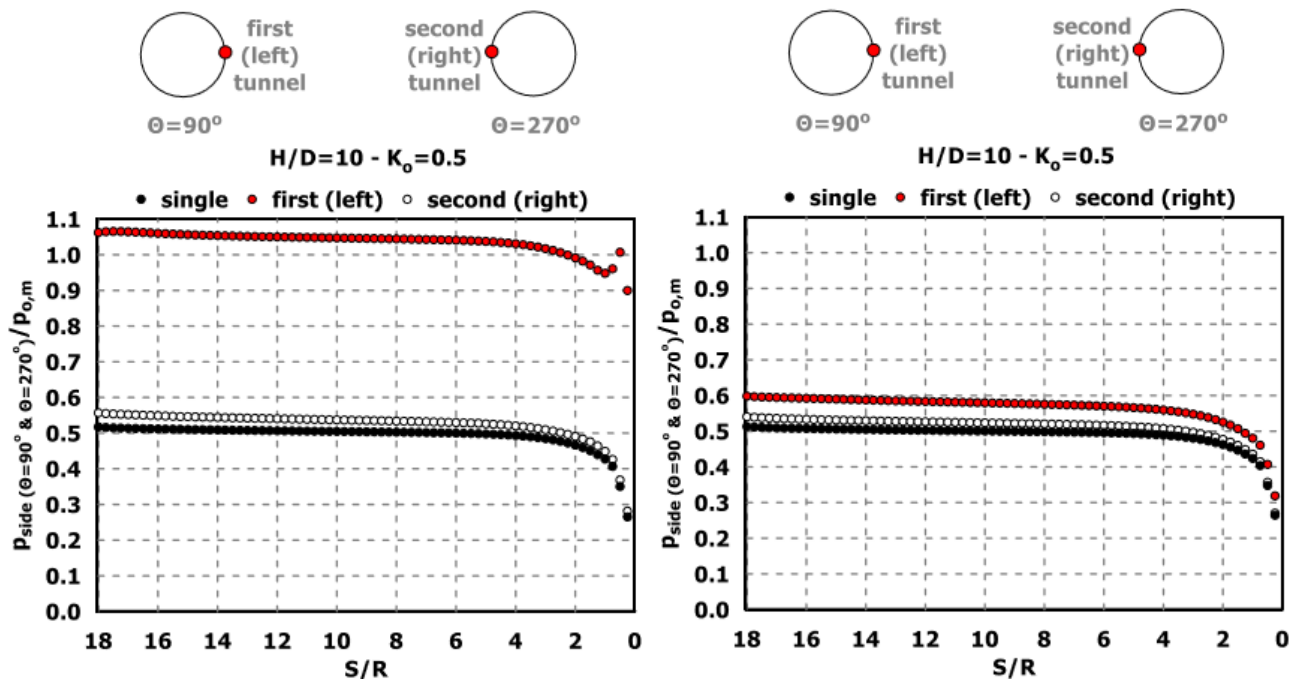 first
(left)
tunnel
second
(right)
tunnel
Θ=90°
Θ=270°
H/D=10 - Ko=0.5
single first (left) second (right)
pside (Θ=90° & Θ=270°)/po,m
1.1
1.0
0.9
0.8
0.7
0.6
0.5
0.4
0.3
0.2
0.1
0.0
18 16 14 12 10 8 6 4 2 0
S/R
first
(left)
tunnel
second
(right)
tunnel
Θ=90°
Θ=270°
H/D=10 - Ko=0.5
single first (left) second (right)
pside (Θ=90° & Θ=270°)/po,m
1.1
1.0
0.9
0.8
0.7
0.6
0.5
0.4
0.3
0.2
0.1
0.0
18 16 14 12 10 8 6 4 2 0
S/R